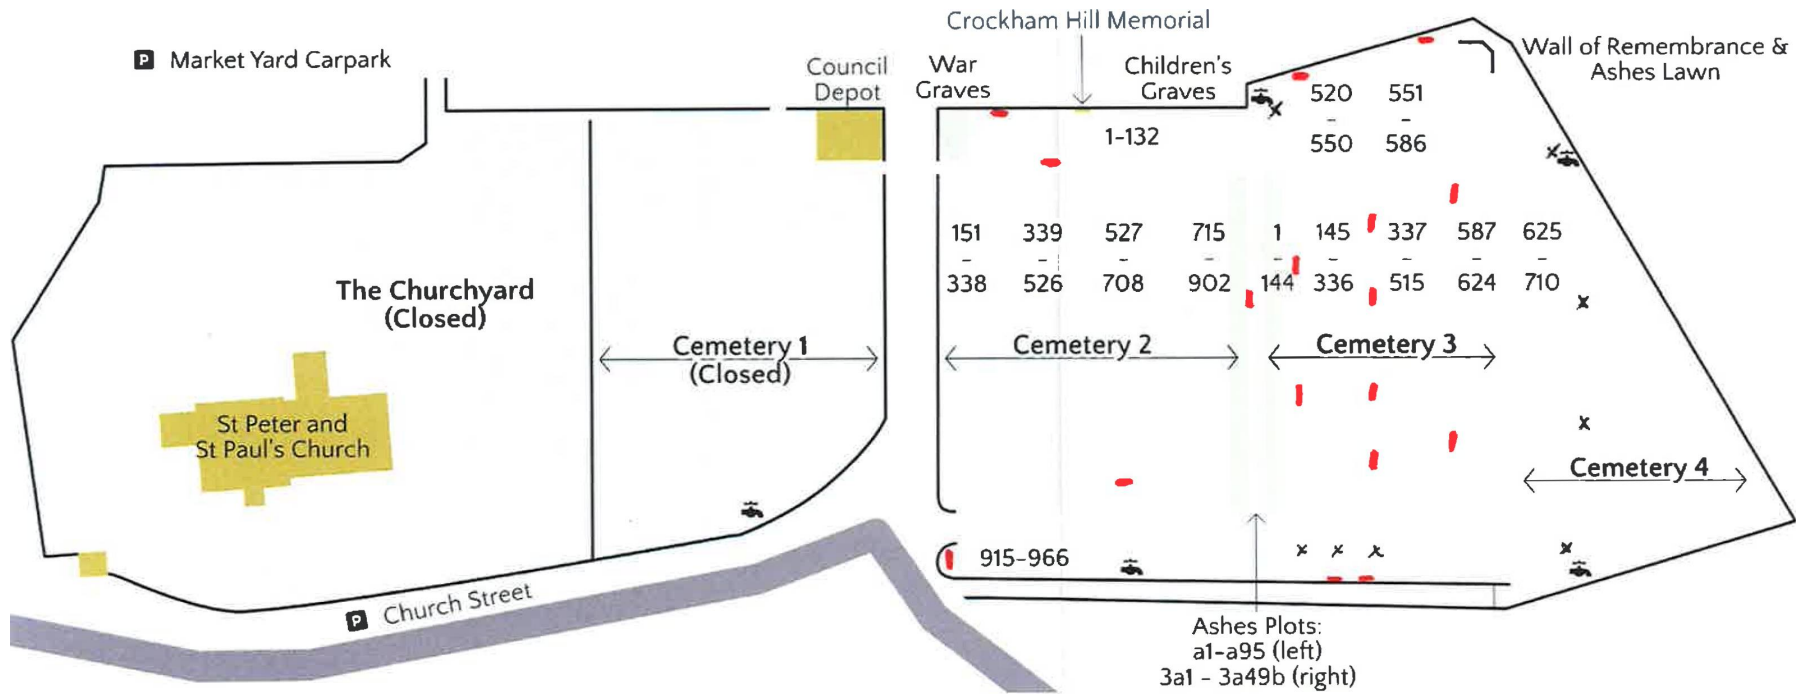 Crockham Hill Memorial
P Market Yard Carpark
Council
Depot
War
Graves
Children's
Graves
Wall of Remembrance &
Ashes Lawn
520 551
- -
550 586
1-132
151 339 527 715 1 145 337 587 625
- - - - - - - - -
338 526 708 902 144 336 515 624 710
The Churchyard
(Closed)
Cemetery 1
(Closed)
Cemetery 2
Cemetery 3
Cemetery 4
St Peter and
St Paul's Church
915-966
P Church Street
Ashes Plots:
a1-a95 (left)
3a1 - 3a49b (right)